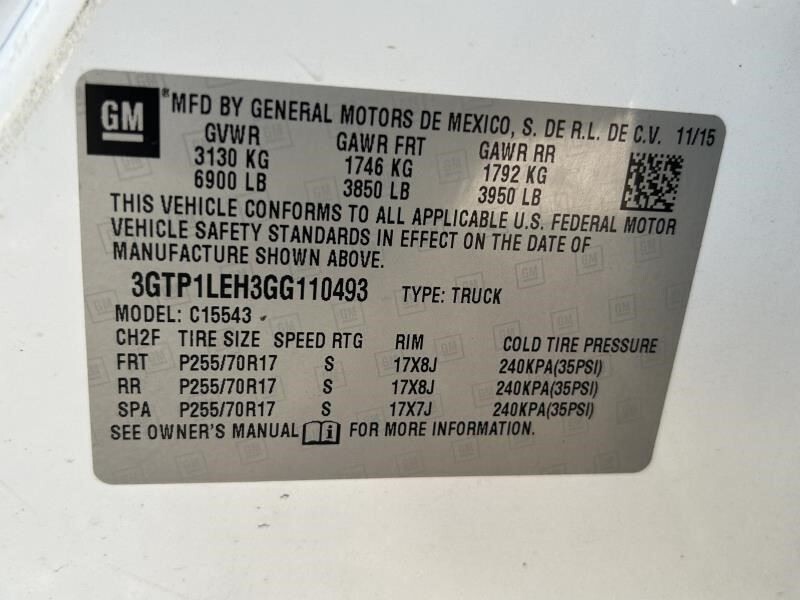 GM ® MFD BY GENERAL MOTORS DE MEXICO, S. DE R.L. DE C.V. 11/15
GVWR GAWR FRT GAWR RR
3130 KG 1746 KG 1792 KG
6900 LB 3850 LB 3950 LB
THIS VEHICLE CONFORMS TO ALL APPLICABLE U.S. FEDERAL MOTOR
VEHICLE SAFETY STANDARDS IN EFFECT ON THE DATE OF
MANUFACTURE SHOWN ABOVE.
3GTP1LEH3GG110493 TYPE: TRUCK
MODEL: C15543
CH2F TIRE SIZE SPEED RTG RIM COLD TIRE PRESSURE
FRT P255/70R17 S 17X8J 240KPA(35PSI)
RR P255/70R17 S 17X8J 240KPA(35PSI)
SPA P255/70R17 S 17X7J 240KPA(35PSI)
SEE OWNER'S MANUAL i FOR MORE INFORMATION.